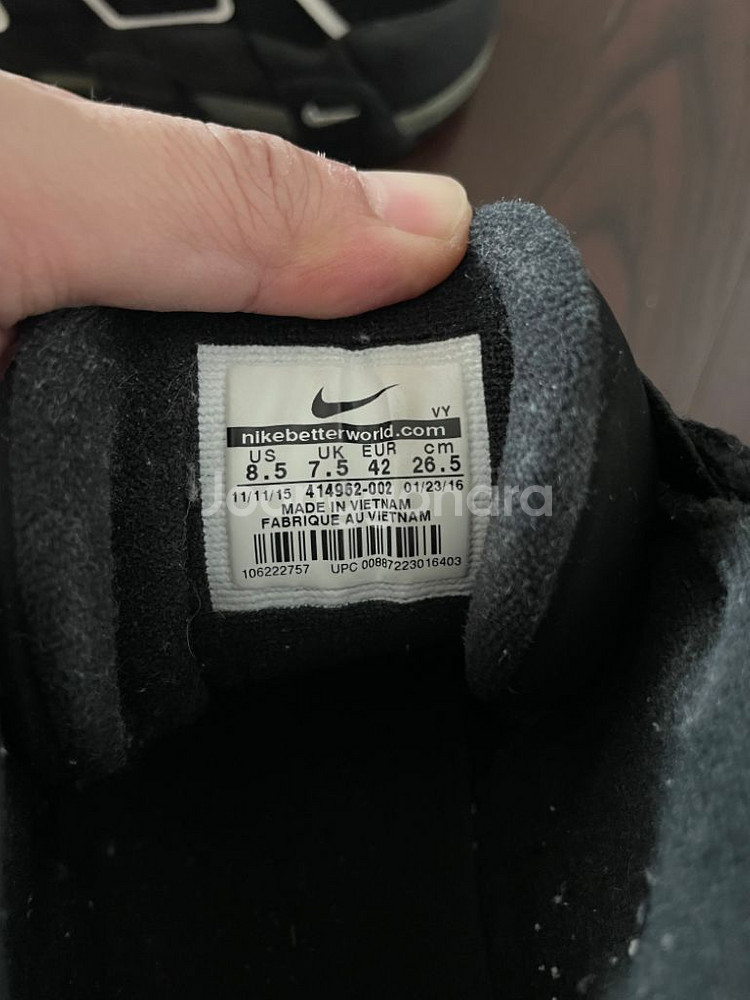 VY
nikebetterworld.com
US UK EUR cm
8.5 7.5 42 26.5
11/11/15 414962-002 01/23/16
MADE IN VIETNAM
FABRIQUE AU VIETNAM
106222757 UPC 00887223016403